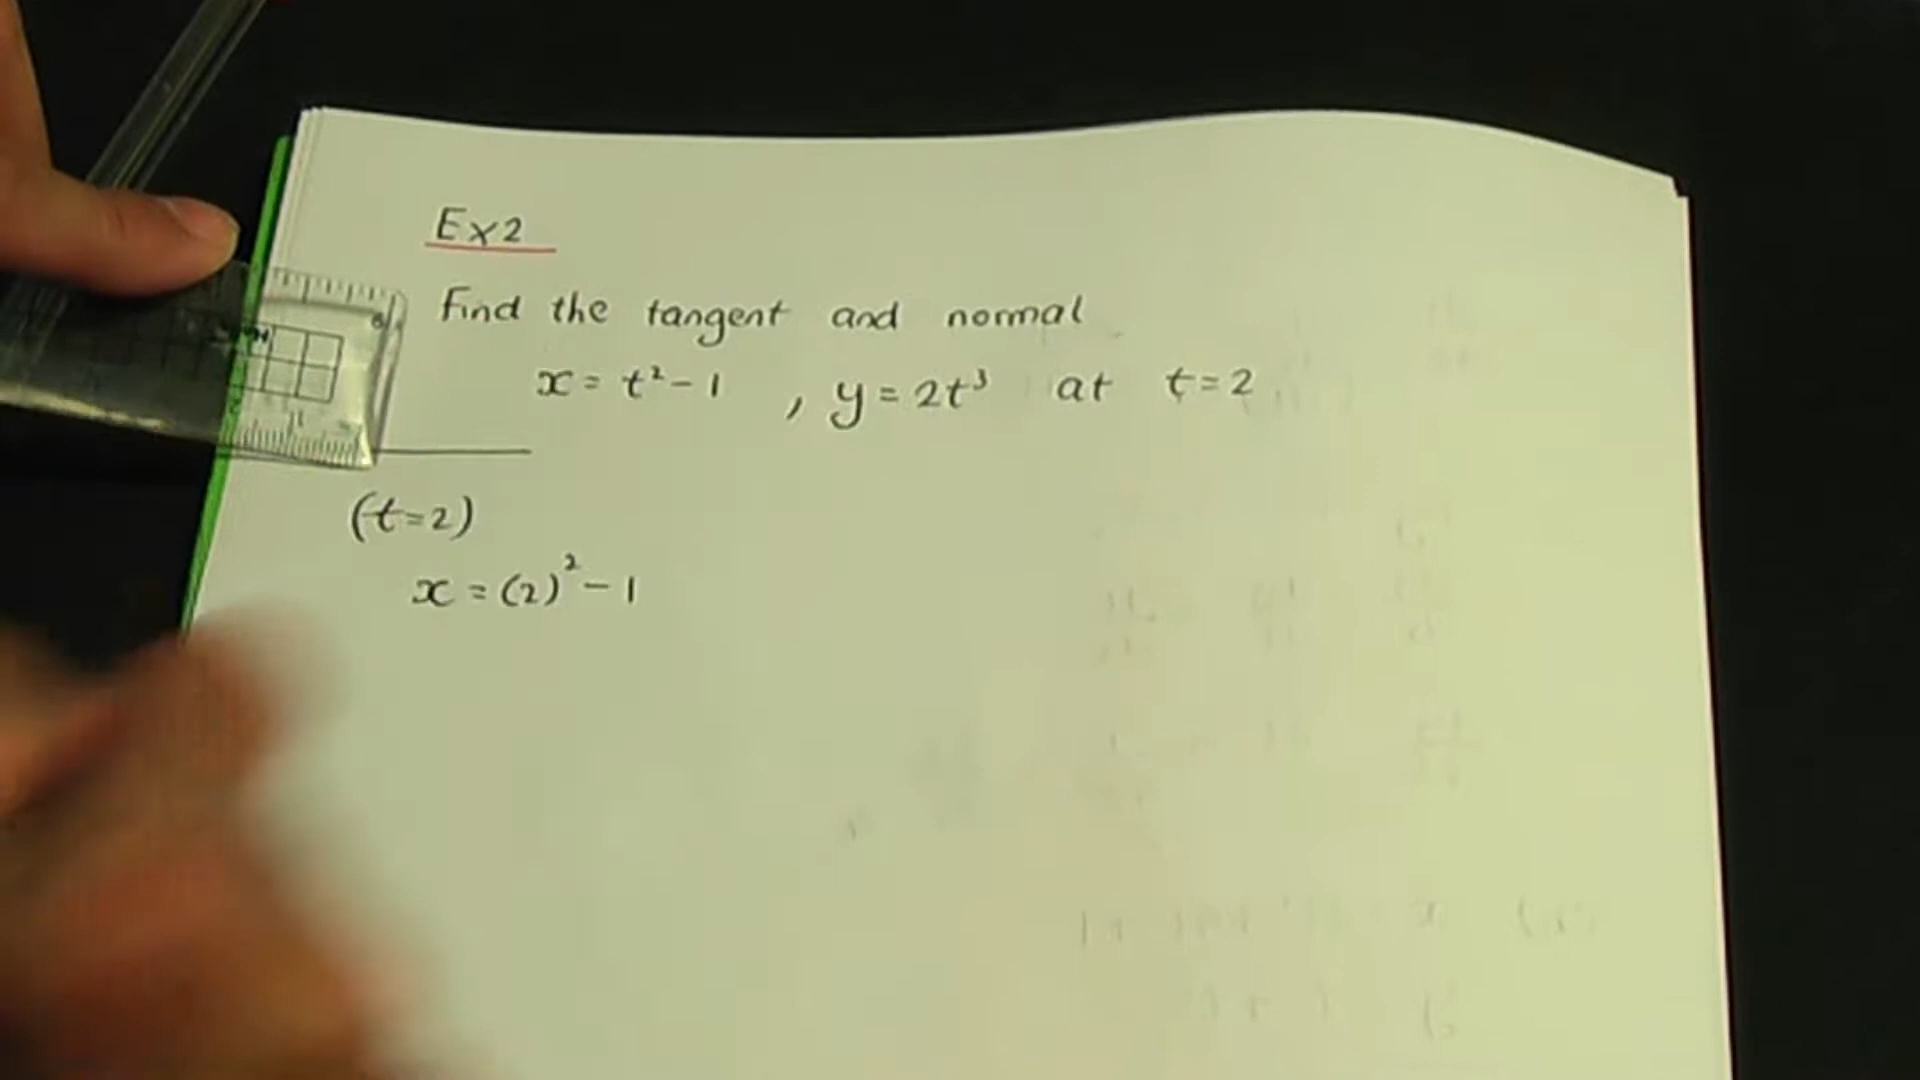 Ex2
Find the tangent and normal
x = t² - 1 , y = 2t³ at t = 2
(t=2)
x = (2)² - 1